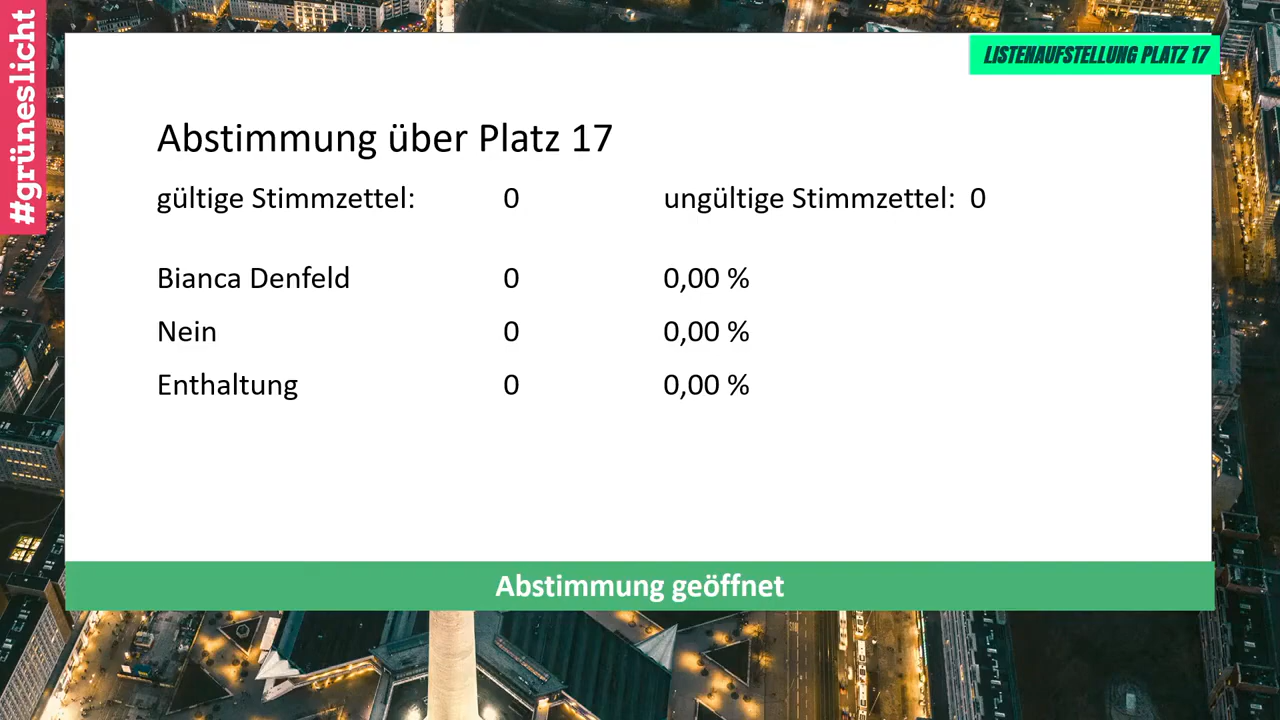 #grüneslicht
LISTENAUFSTELLUNG PLATZ 17
Abstimmung über Platz 17
gültige Stimmzettel: 0 ungültige Stimmzettel: 0
Bianca Denfeld 0 0,00 %
Nein 0 0,00 %
Enthaltung 0 0,00 %
Abstimmung geöffnet